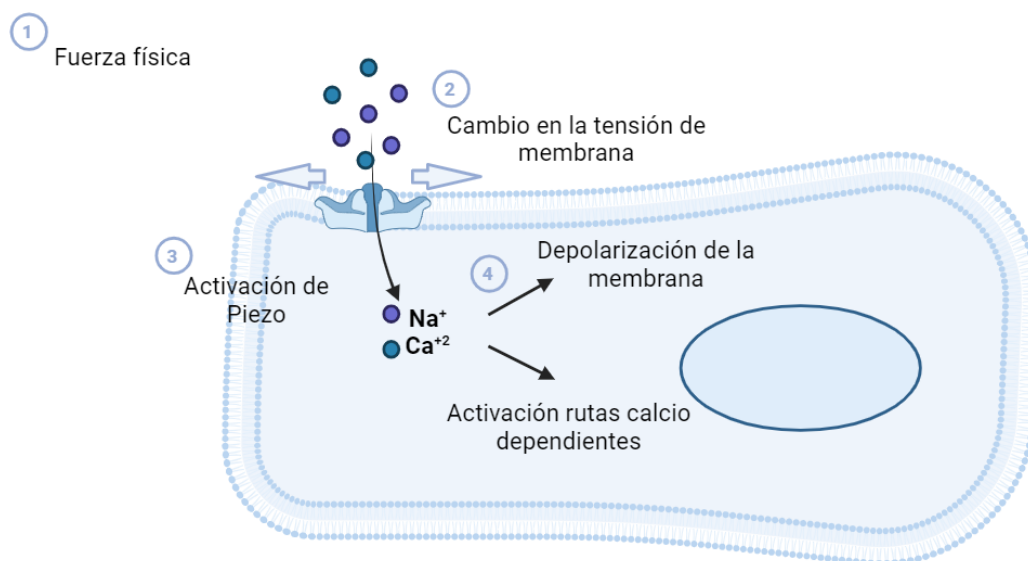 1
Fuerza física
2
Cambio en la tensión de
membrana
3
Activación de
Piezo
4
Depolarización de la
membrana
Na⁺
Ca⁺²
Activación rutas calcio
dependientes